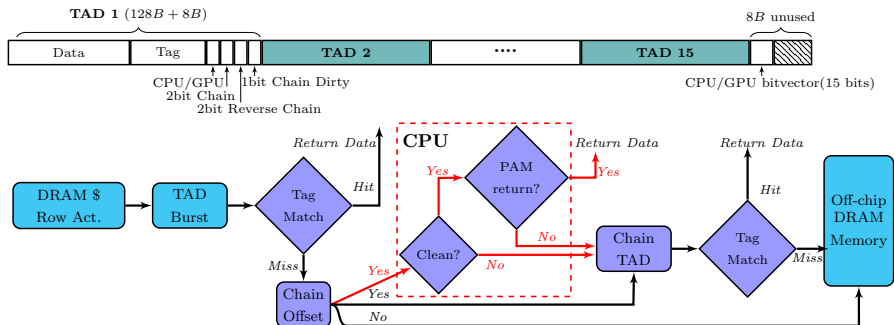 TAD 1 (128B + 8B)
8B unused
Data
Tag
TAD 2
....
TAD 15
CPU/GPU
1bit Chain Dirty
CPU/GPU bitvector(15 bits)
2bit Chain
2bit Reverse Chain
CPU
Return Data
Return Data
Return Data
DRAM $
Row Act.
TAD
Burst
Tag
Match
Hit
Miss
Chain
Offset
Yes
Yes
No
Clean?
Yes
No
PAM
return?
Yes
No
Chain
TAD
Tag
Match
Hit
Miss
Off-chip
DRAM
Memory